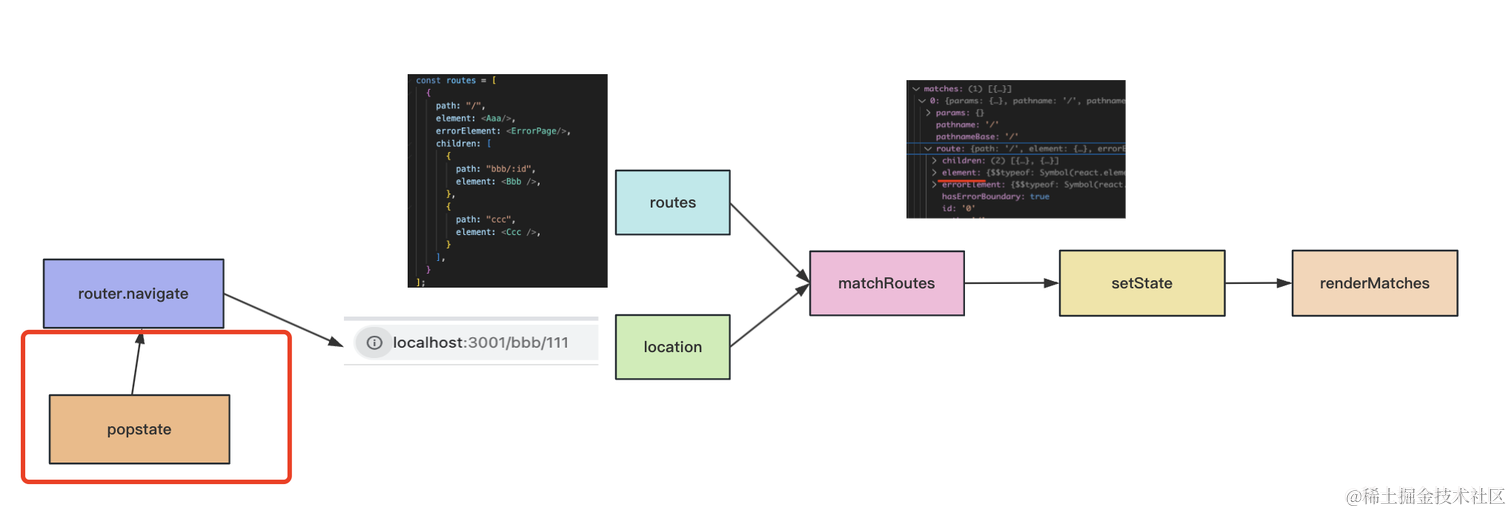 const routes = [
{
path: "/",
element: <Aaa/>,
errorElement: <ErrorPage/>,
children: [
{
path: "bbb/:id",
element: <Bbb />,
},
{
path: "ccc",
element: <Ccc />,
}
],
}
];
matches: (1) [{…}]
0: {params: {…}, pathname: '/', pathname
params: {}
pathname: '/'
pathnameBase: '/'
route: {path: '/', element: {…}, errorE
children: (2) [{…}, {…}]
element: {$$typeof: Symbol(react.eleme
errorElement: {$$typeof: Symbol(react.
hasErrorBoundary: true
id: '0'
routes
router.navigate
localhost:3001/bbb/111
location
matchRoutes
setState
renderMatches
popstate
@稀土掘金技术社区